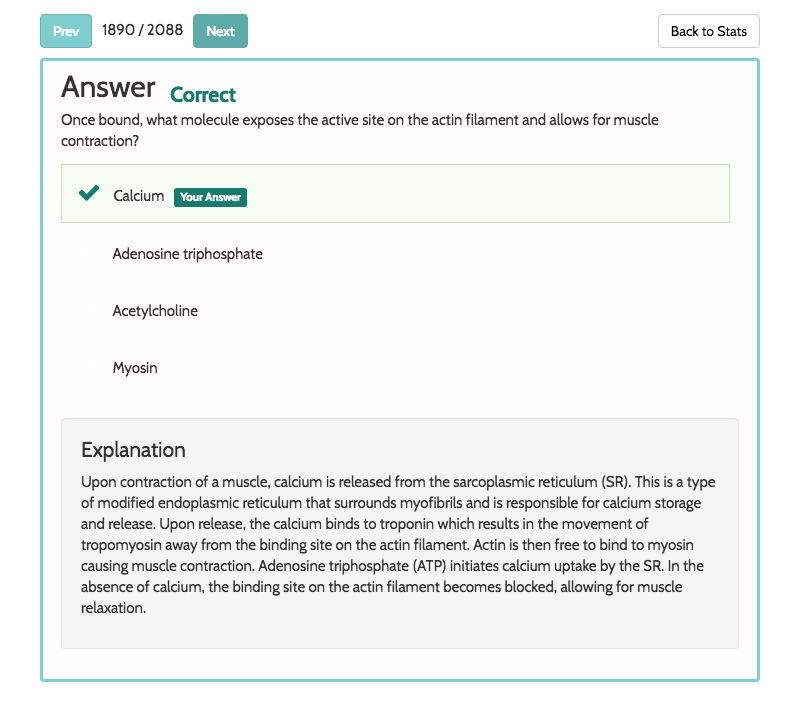 Prev 1890 / 2088 Next Back to Stats
Answer Correct
Once bound, what molecule exposes the active site on the actin filament and allows for muscle
contraction?
Calcium Your Answer
Adenosine triphosphate
Acetylcholine
Myosin
Explanation
Upon contraction of a muscle, calcium is released from the sarcoplasmic reticulum (SR). This is a type
of modified endoplasmic reticulum that surrounds myofibrils and is responsible for calcium storage
and release. Upon release, the calcium binds to troponin which results in the movement of
tropomyosin away from the binding site on the actin filament. Actin is then free to bind to myosin
causing muscle contraction. Adenosine triphosphate (ATP) initiates calcium uptake by the SR. In the
absence of calcium, the binding site on the actin filament becomes blocked, allowing for muscle
relaxation.